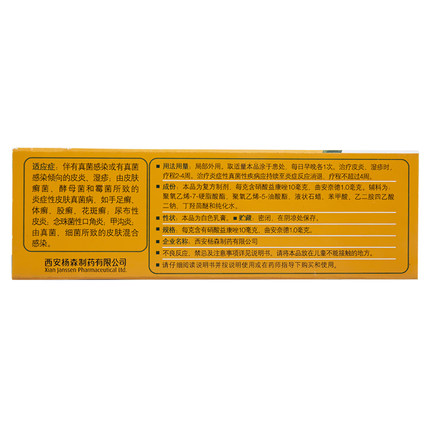 适应症：伴有真菌感染或有真菌
感染倾向的皮炎、湿疹；由皮肤
癣菌、酵母菌和霉菌所致的
炎症性皮肤真菌病，如手足癣、
体癣、股癣、花斑癣；尿布性皮
炎；念珠菌性口角炎；甲沟炎；
由真菌、细菌所致的皮肤混合
感染。
西安杨森制药有限公司
Xian Janssen Pharmaceutical Ltd.
■用法用量：局部外用。取适量本品涂于患处，每日早晚各1次。治疗皮炎、湿疹时，
疗程2-4周。治疗炎症性真菌性疾病应持续至炎症反应消退，疗程不超过4周。
■成份：本品为复方制剂，每克含硝酸益康唑10毫克，曲安奈德1.0毫克。辅料为：
聚氧乙烯-7-硬脂酸酯、聚氧乙烯-5-油酸酯、液状石蜡、苯甲酸、乙二胺四乙酸
二钠、丁羟茴醚和纯化水。
■性状：本品为白色乳膏。■贮藏：密闭，在阴凉处保存。
■规格：每克含硝酸益康唑10毫克，曲安奈德1.0毫克。
■企业名称：西安杨森制药有限公司
■不良反应、禁忌及注意事项详见说明书，请将本品放在儿童不能接触的地方。
■请仔细阅读说明书并按说明使用或在药师指导下购买和使用。